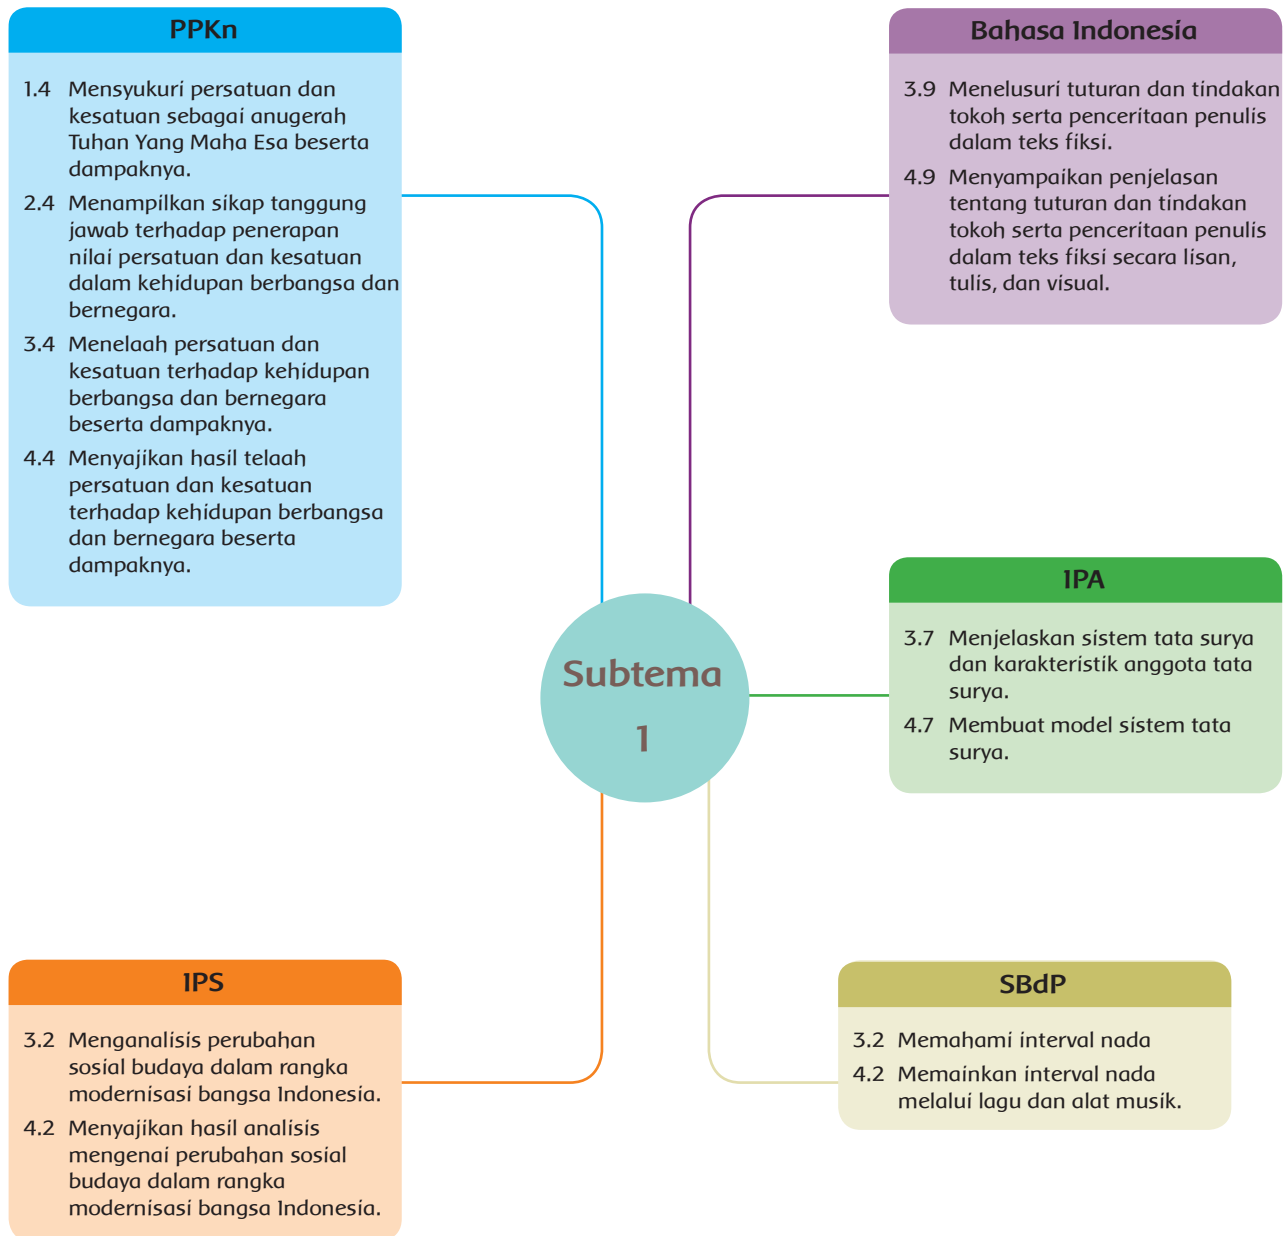 PPKn
1.4 Mensyukuri persatuan dan
kesatuan sebagai anugerah
Tuhan Yang Maha Esa beserta
dampaknya.
2.4 Menampilkan sikap tanggung
jawab terhadap penerapan
nilai persatuan dan kesatuan
dalam kehidupan berbangsa dan
bernegara.
3.4 Menelaah persatuan dan
kesatuan terhadap kehidupan
berbangsa dan bernegara
beserta dampaknya.
4.4 Menyajikan hasil telaah
persatuan dan kesatuan
terhadap kehidupan berbangsa
dan bernegara beserta
dampaknya.
Bahasa Indonesia
3.9 Menelusuri tuturan dan tindakan
tokoh serta penceritaan penulis
dalam teks fiksi.
4.9 Menyampaikan penjelasan
tentang tuturan dan tindakan
tokoh serta penceritaan penulis
dalam teks fiksi secara lisan,
tulis, dan visual.
IPA
3.7 Menjelaskan sistem tata surya
dan karakteristik anggota tata
surya.
4.7 Membuat model sistem tata
surya.
Subtema
1
IPS
3.2 Menganalisis perubahan
sosial budaya dalam rangka
modernisasi bangsa Indonesia.
4.2 Menyajikan hasil analisis
mengenai perubahan sosial
budaya dalam rangka
modernisasi bangsa Indonesia.
SBdP
3.2 Memahami interval nada
4.2 Memainkan interval nada
melalui lagu dan alat musik.